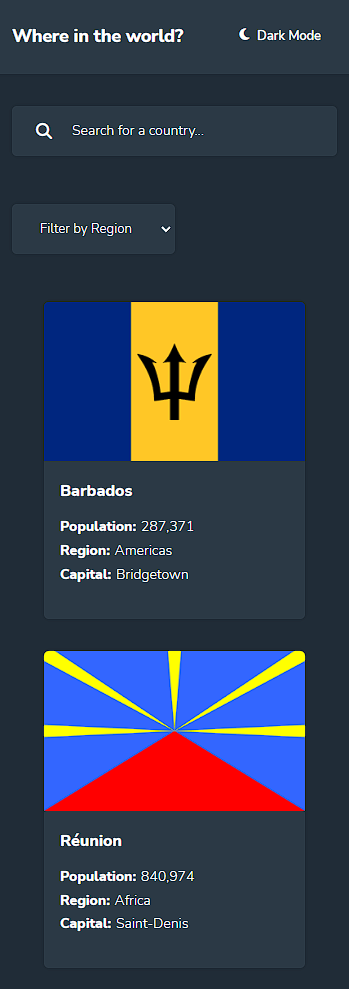 Where in the world?
Dark Mode
Search for a country...
Filter by Region
Barbados
Population: 287,371
Region: Americas
Capital: Bridgetown
Réunion
Population: 840,974
Region: Africa
Capital: Saint-Denis